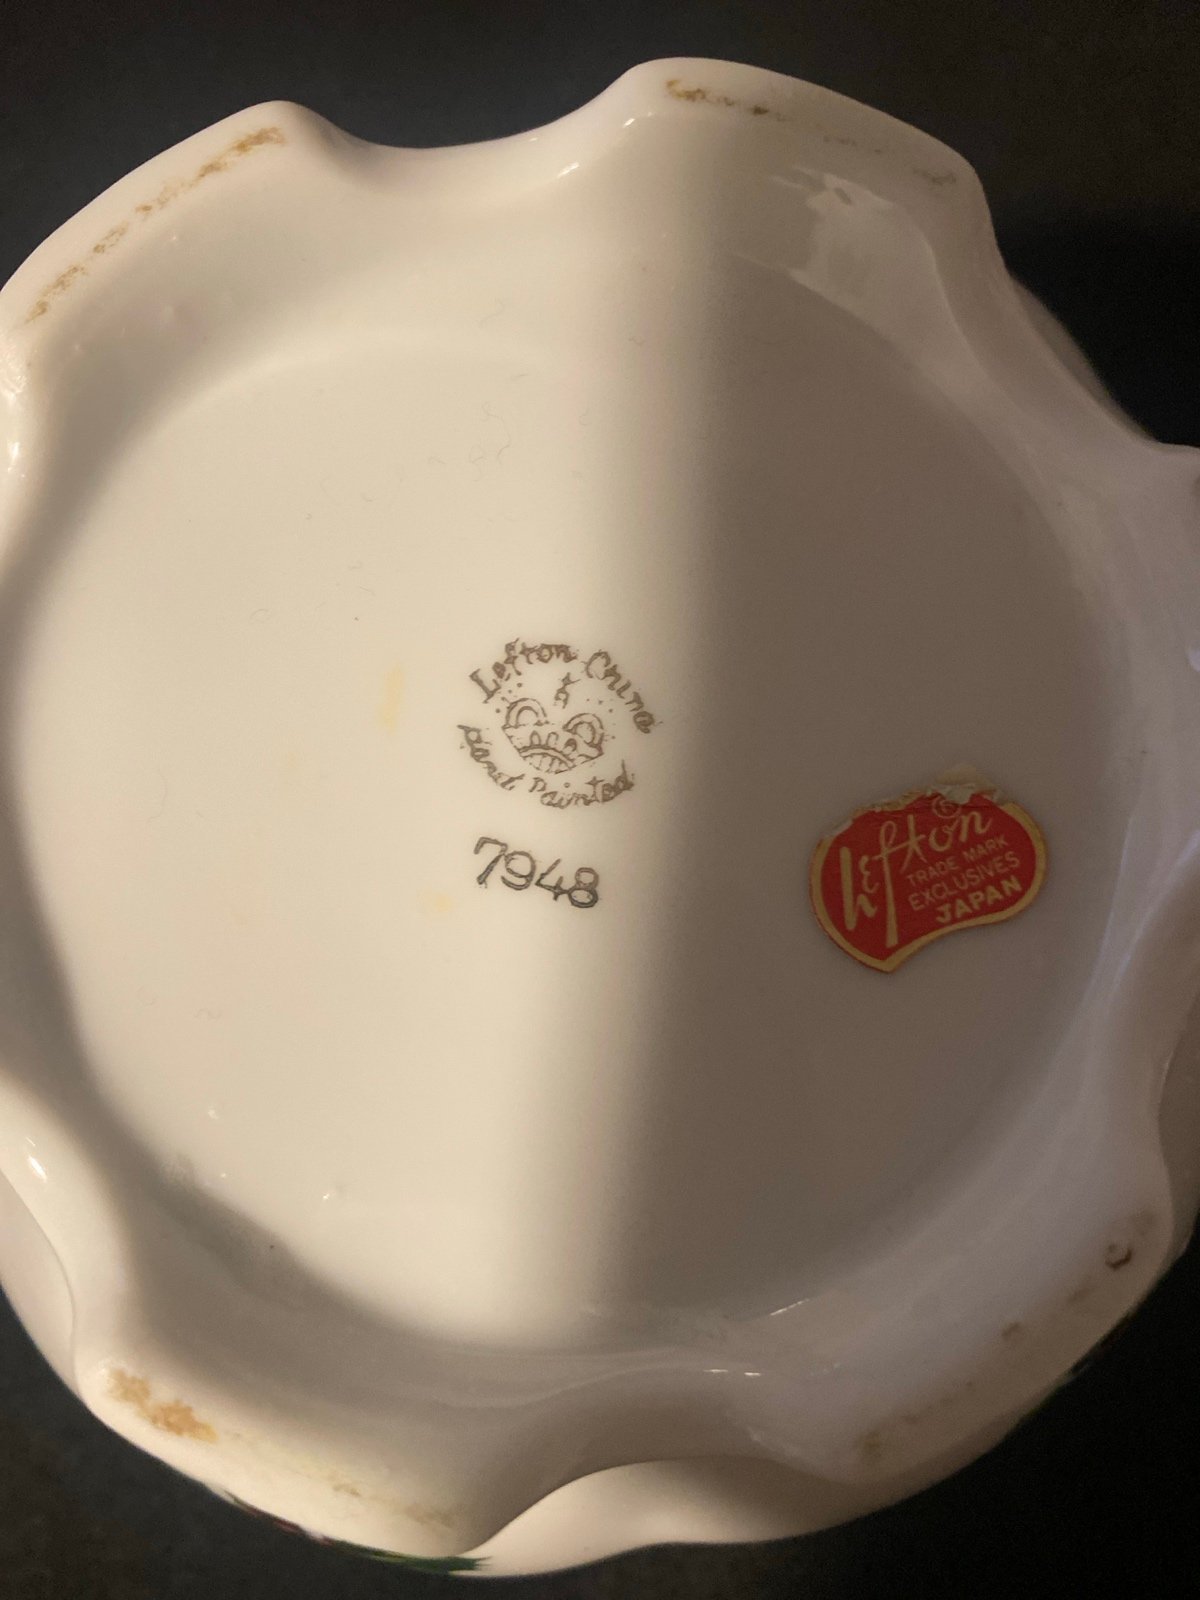 Lefton China
Hand Painted
7948
Lefton ®
TRADE MARK
EXCLUSIVES
JAPAN